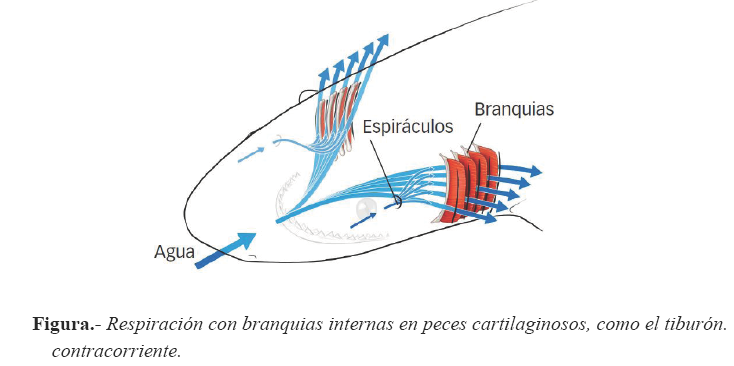 Branquias
Espiráculos
Agua
Figura.- Respiración con branquias internas en peces cartilaginosos, como el tiburón.
contracorriente.